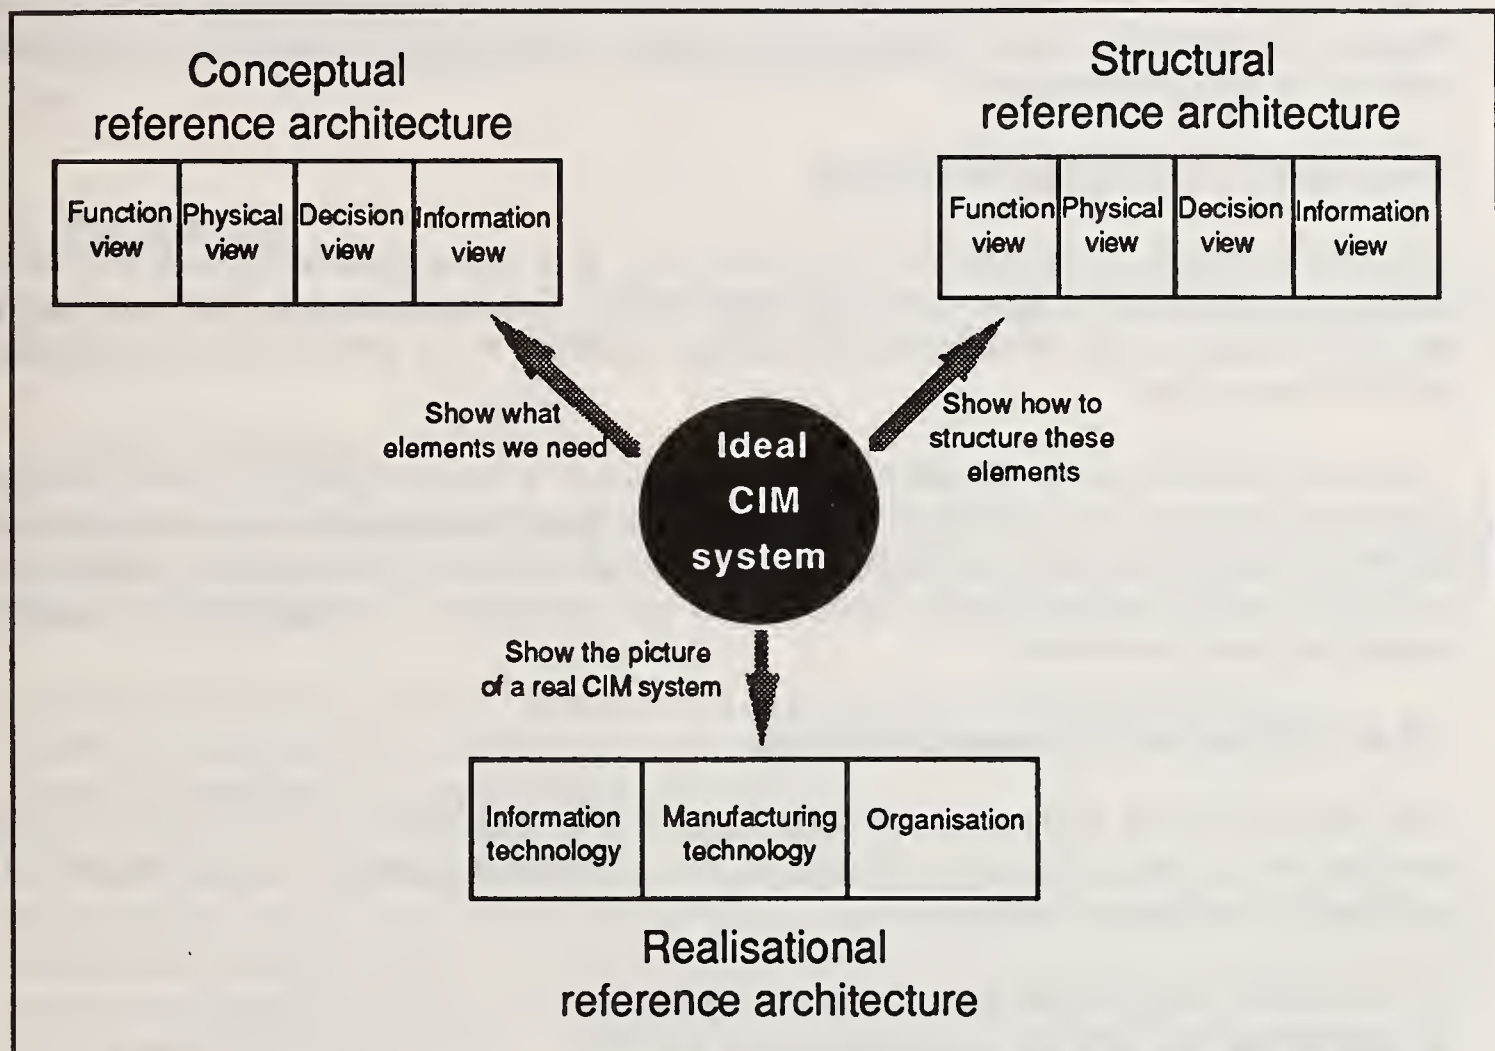 Conceptual
reference architecture
Function view
Physical view
Decision view
Information view
Structural
reference architecture
Function view
Physical view
Decision view
Information view
Show what
elements we need
Ideal
CIM
system
Show how to
structure these
elements
Show the picture
of a real CIM system
Information
technology
Manufacturing
technology
Organisation
Realisational
reference architecture